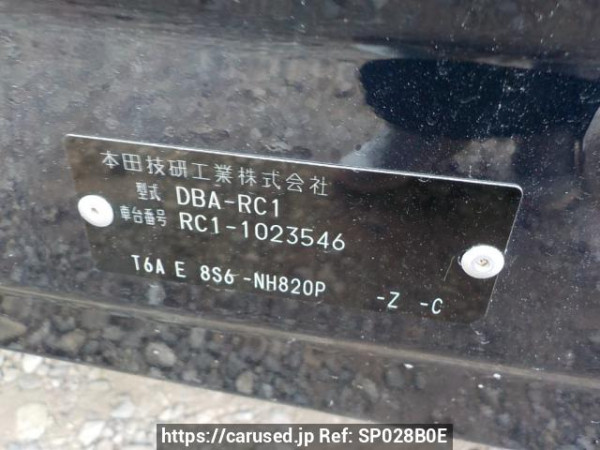 本田技研工業株式会社
型式 DBA-RC1
車台番号 RC1-1023546
T6A E 8S6 -NH820P -Z -C
https://carused.jp Ref: SP028B0E